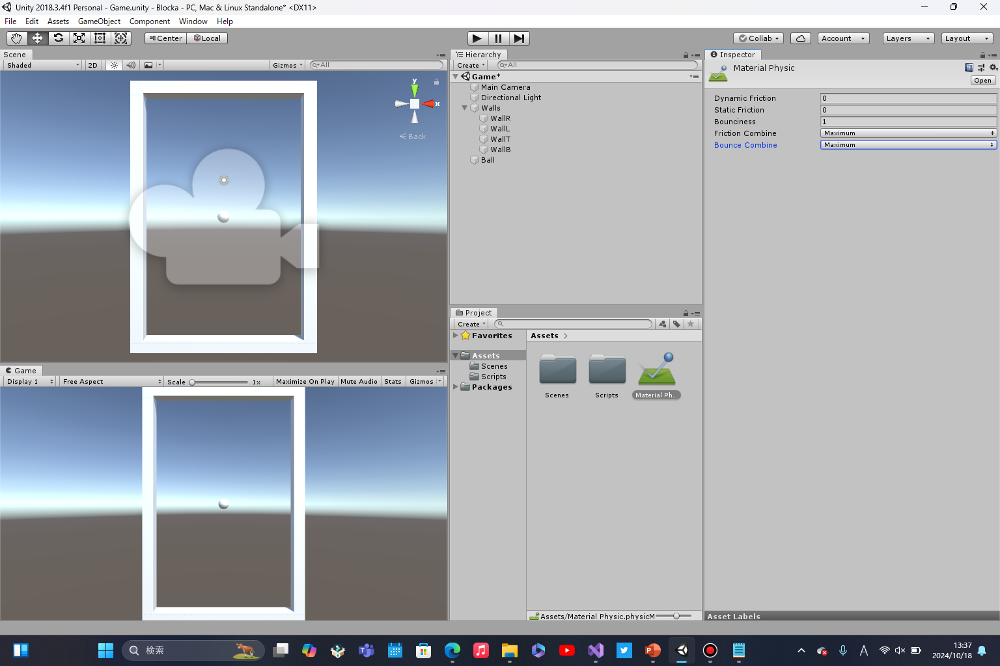 Unity 2018.3.4f1 Personal - Game.unity - Blocka - PC, Mac & Linux Standalone* <DX11>
File Edit Assets GameObject Component Window Help
Center Local
Collab Account Layers Layout
Scene
Shaded 2D Gizmos All
y
x
Back
Hierarchy
Create All
Game*
Main Camera
Directional Light
Walls
WallR
WallL
WallT
WallB
Ball
Inspector
Material Physic
Open
Dynamic Friction 0
Static Friction 0
Bounciness 1
Friction Combine Maximum
Bounce Combine Maximum
Project
Create
Favorites
Assets
Scenes
Scripts
Packages
Assets
Scenes Scripts Material Ph...
Assets/Material Physic.physicM
Asset Labels
Game
Display 1 Free Aspect Scale 1x Maximize On Play Mute Audio Stats Gizmos
検索
A
13:37
2024/10/18